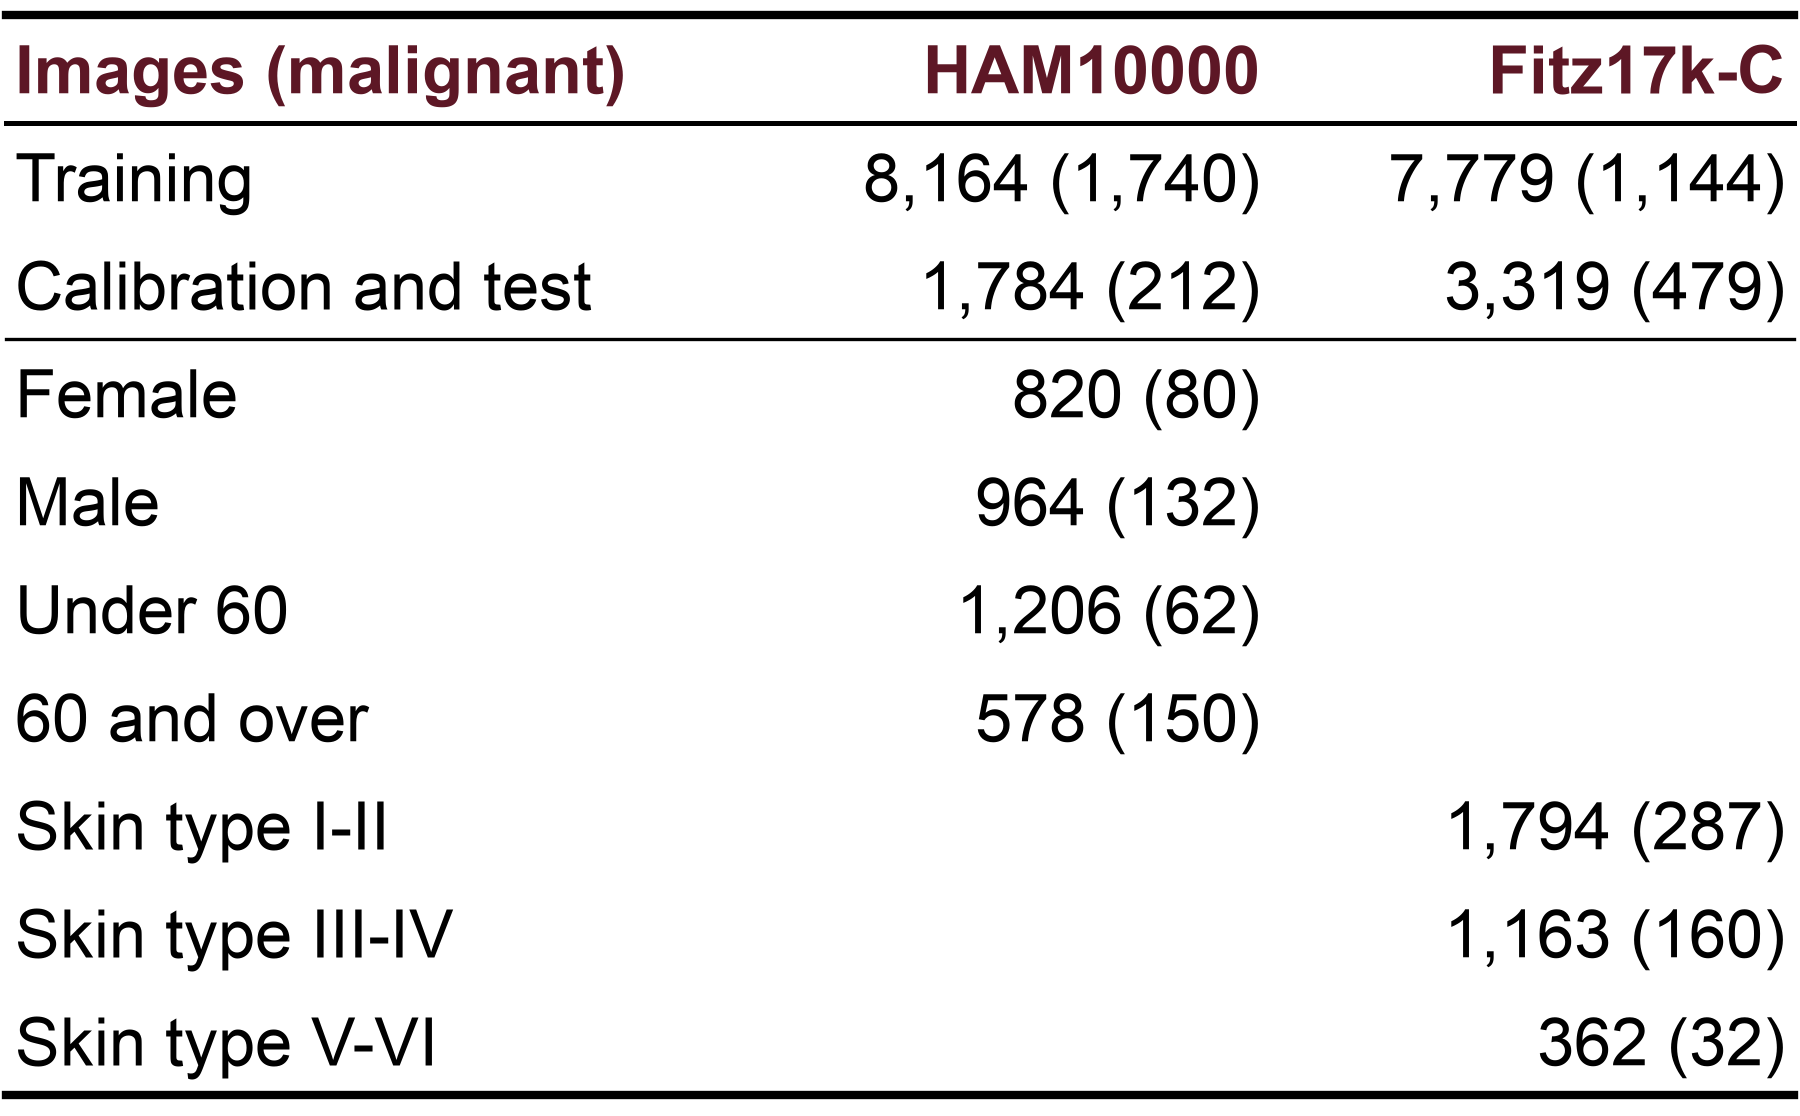 Images (malignant) HAM10000 Fitz17k-C
Training 8,164 (1,740) 7,779 (1,144)
Calibration and test 1,784 (212) 3,319 (479)
Female 820 (80)
Male 964 (132)
Under 60 1,206 (62)
60 and over 578 (150)
Skin type I-II 1,794 (287)
Skin type III-IV 1,163 (160)
Skin type V-VI 362 (32)